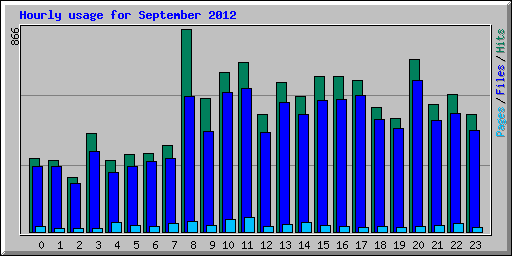 Hourly usage for September 2012
866
Pages / Files / Hits
0 1 2 3 4 5 6 7 8 9 10 11 12 13 14 15 16 17 18 19 20 21 22 23